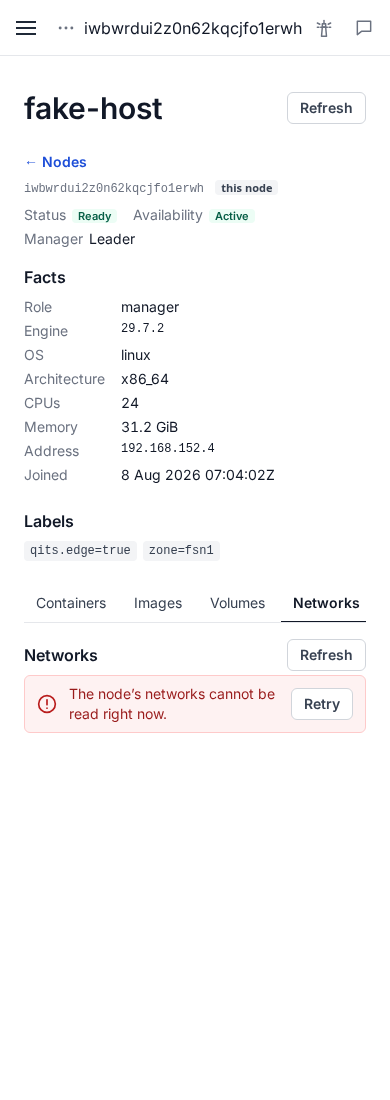 iwbwrdui2z0n62kqcjfo1erwh
fake-host
Refresh
← Nodes
iwbwrdui2z0n62kqcjfo1erwh this node
Status Ready Availability Active
Manager Leader
Facts
Role manager
Engine 29.7.2
OS linux
Architecture x86_64
CPUs 24
Memory 31.2 GiB
Address 192.168.152.4
Joined 8 Aug 2026 07:04:02Z
Labels
qits.edge=true zone=fsn1
Containers Images Volumes Networks
Networks Refresh
The node’s networks cannot be
read right now.
Retry